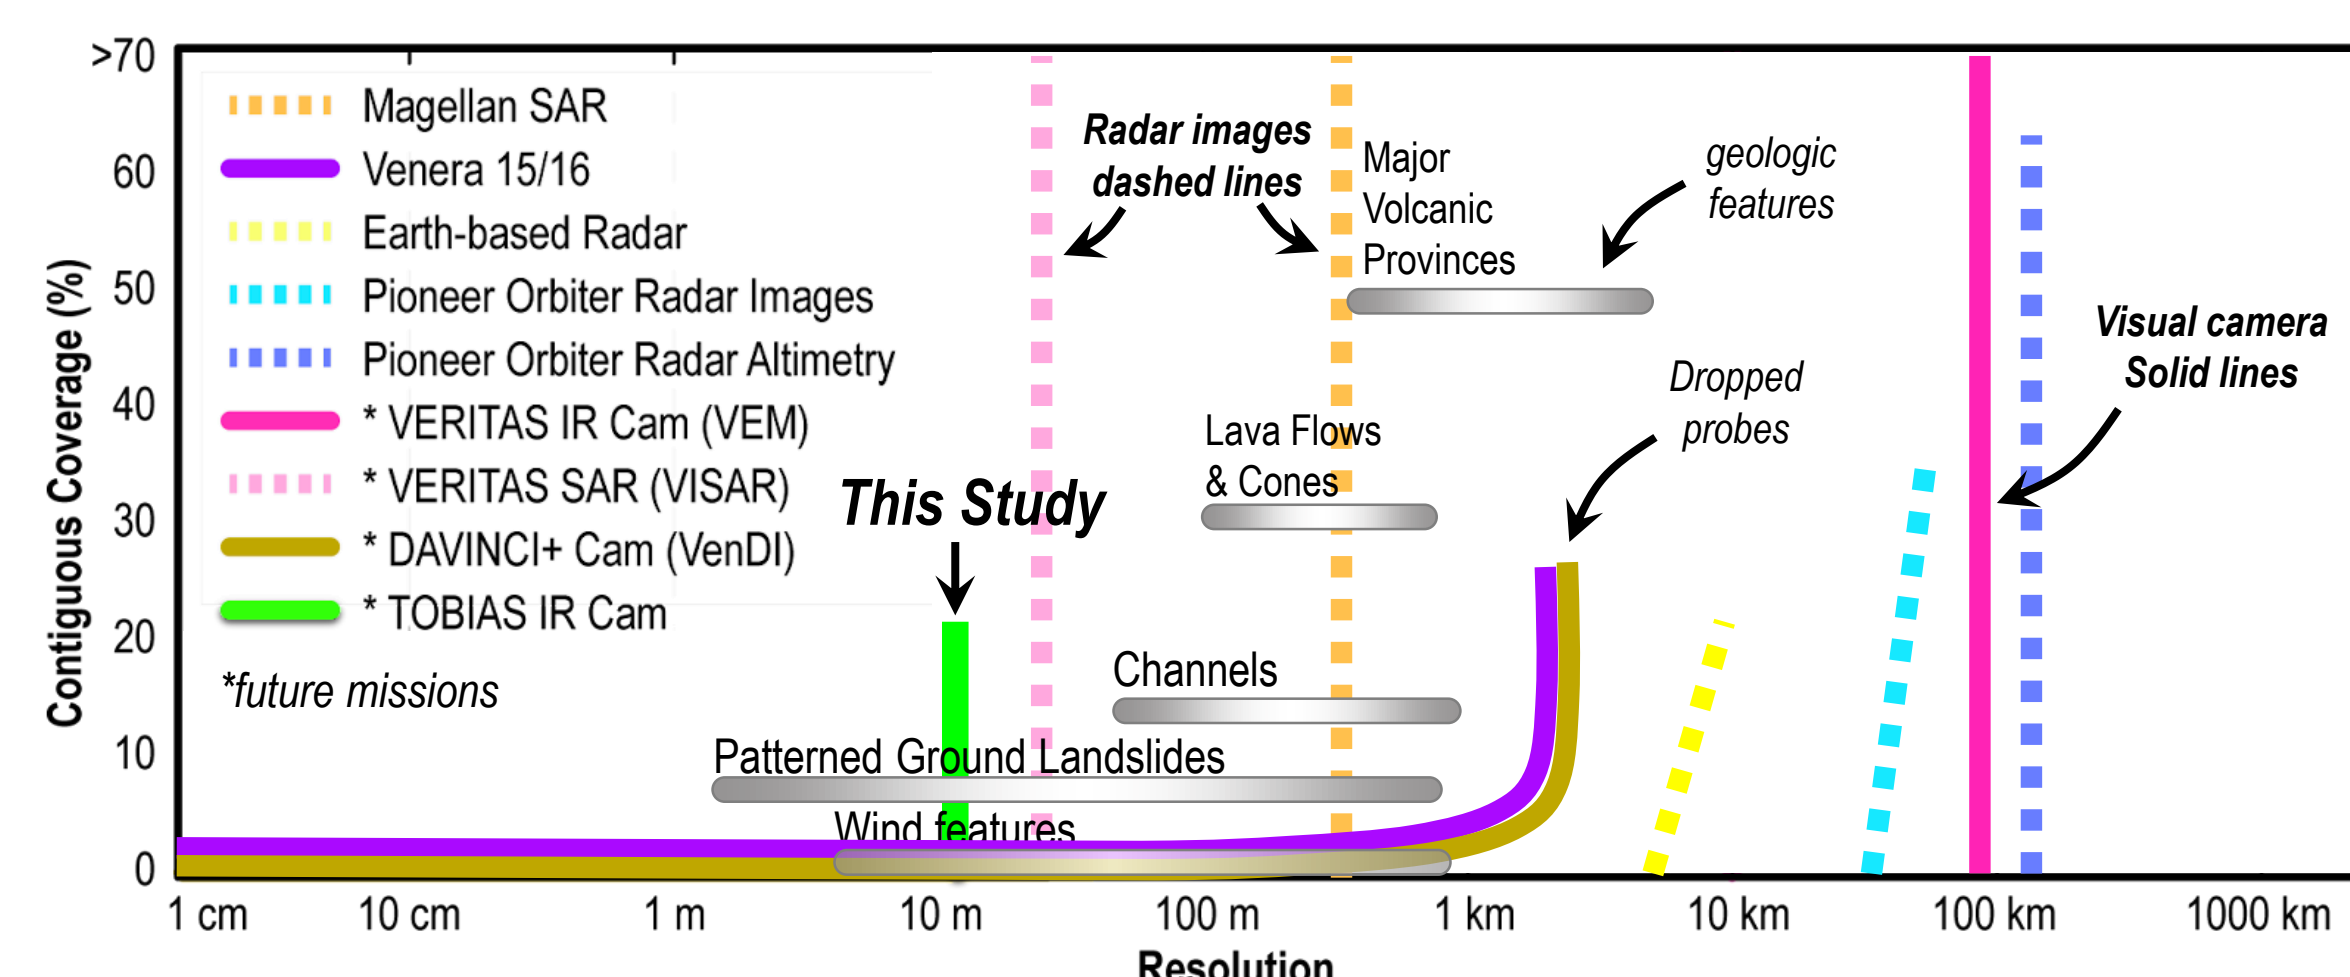 >70
60
50
40
30
20
10
0
Contiguous Coverage (%)
Magellan SAR
Venera 15/16
Earth-based Radar
Pioneer Orbiter Radar Images
Pioneer Orbiter Radar Altimetry
* VERITAS IR Cam (VEM)
* VERITAS SAR (VISAR)
* DAVINCI+ Cam (VenDI)
* TOBIAS IR Cam
*future missions
This Study
Radar images
dashed lines
Major
Volcanic
Provinces
geologic
features
Visual camera
Solid lines
Dropped
probes
Lava Flows
& Cones
Channels
Patterned Ground Landslides
Wind features
1 cm
10 cm
1 m
10 m
100 m
1 km
10 km
100 km
1000 km
Resolution